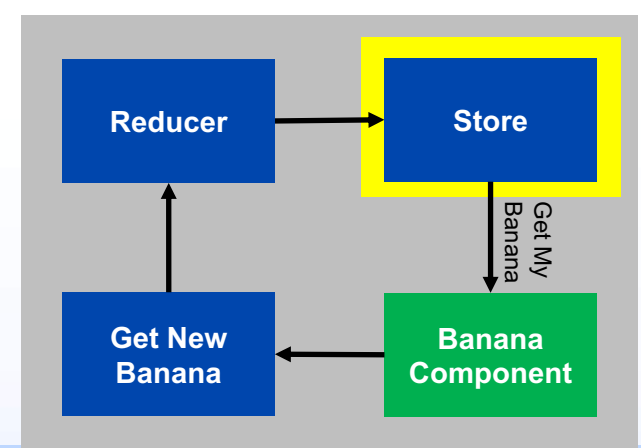 Reducer
Store
Get My
Banana
Get New
Banana
Banana
Component